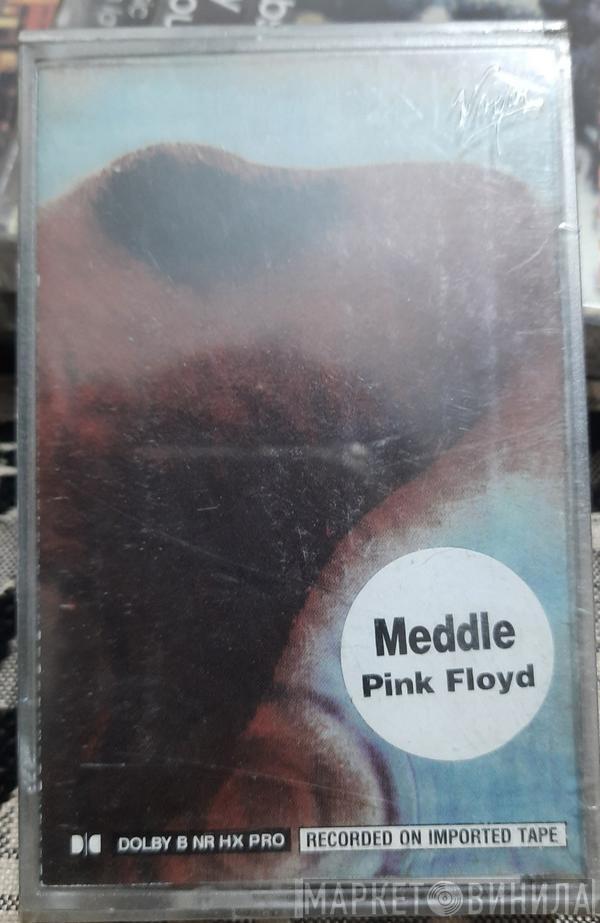 Virgin
Meddle
Pink Floyd
DOLBY B NR HX PRO
RECORDED ON IMPORTED TAPE
МАРКЕТ ВИНИЛА